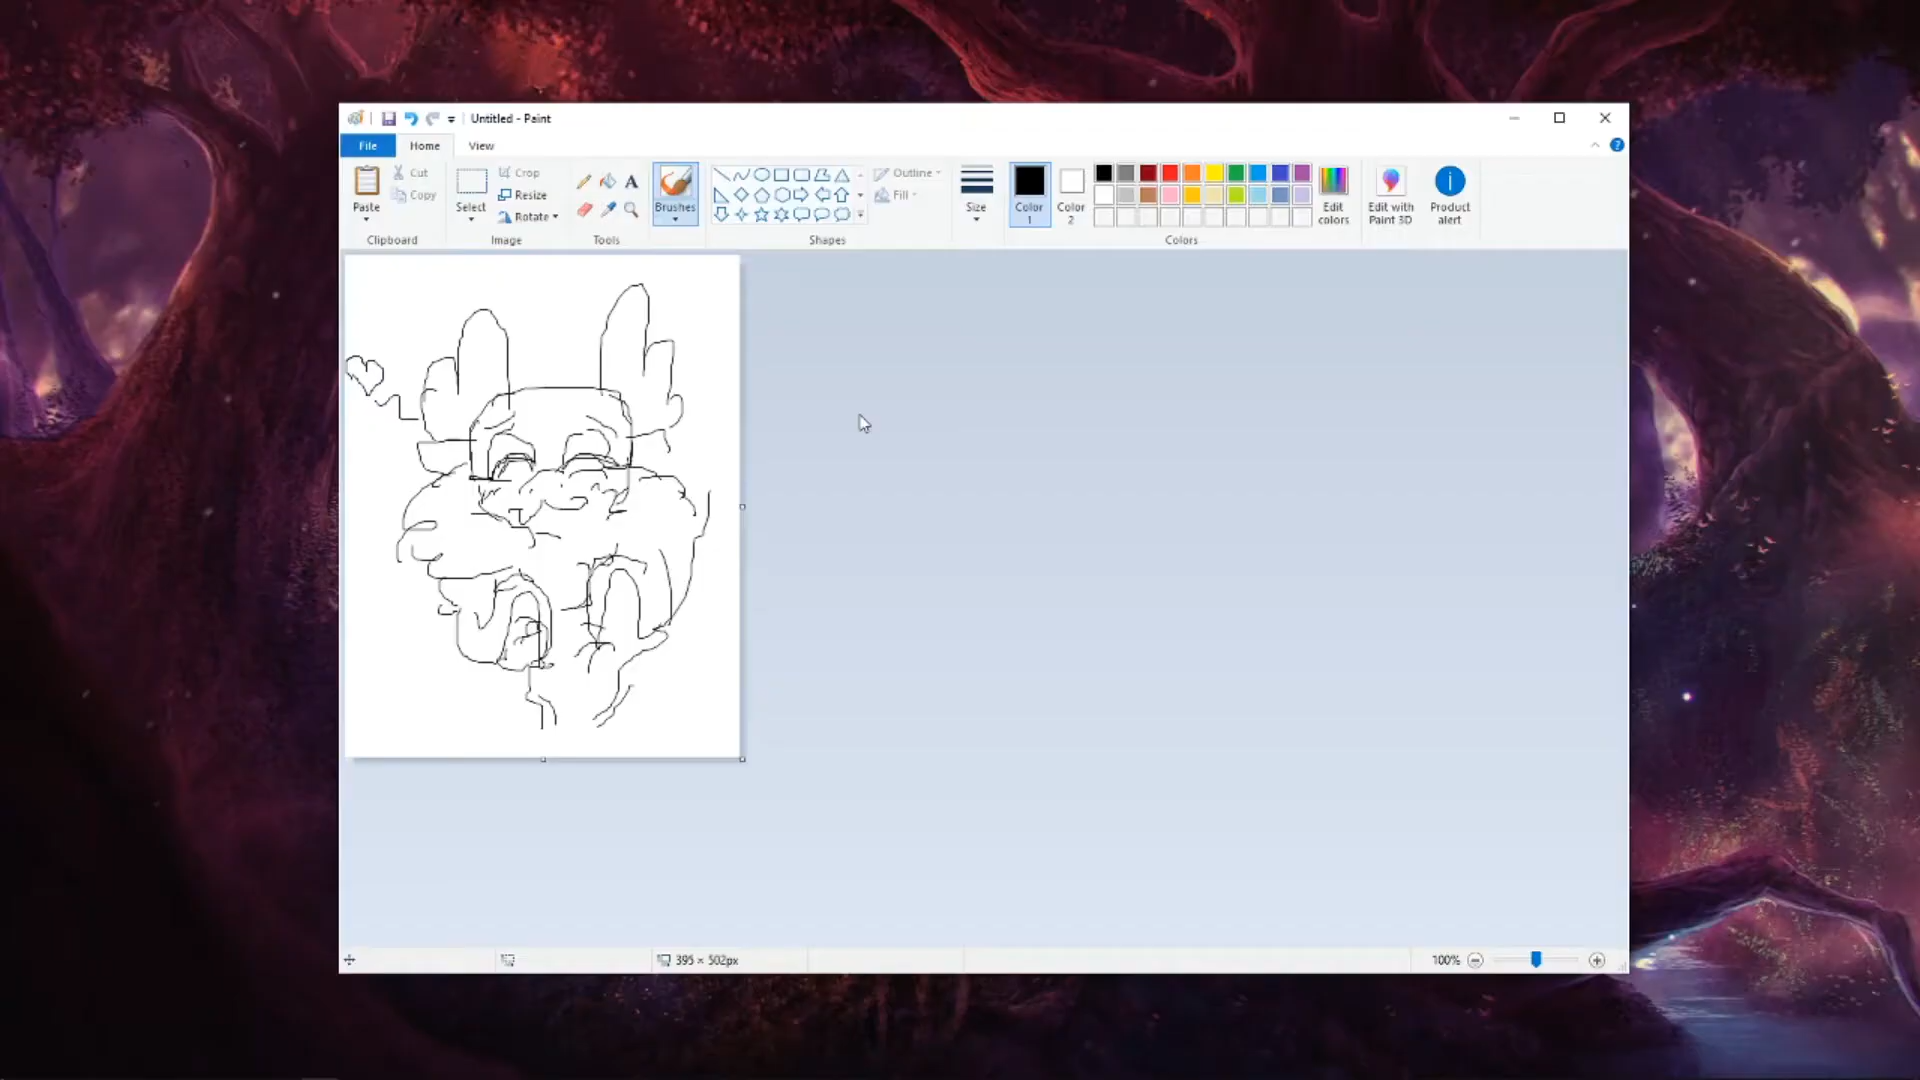 Untitled - Paint
File Home View
Paste
Cut
Copy
Clipboard
Select
Crop
Resize
Rotate
Image
A
Tools
Brushes
Outline
Fill
Shapes
Size
Color 1
Color 2
Edit colors
Colors
Edit with Paint 3D
Product alert
395 × 502px
100%